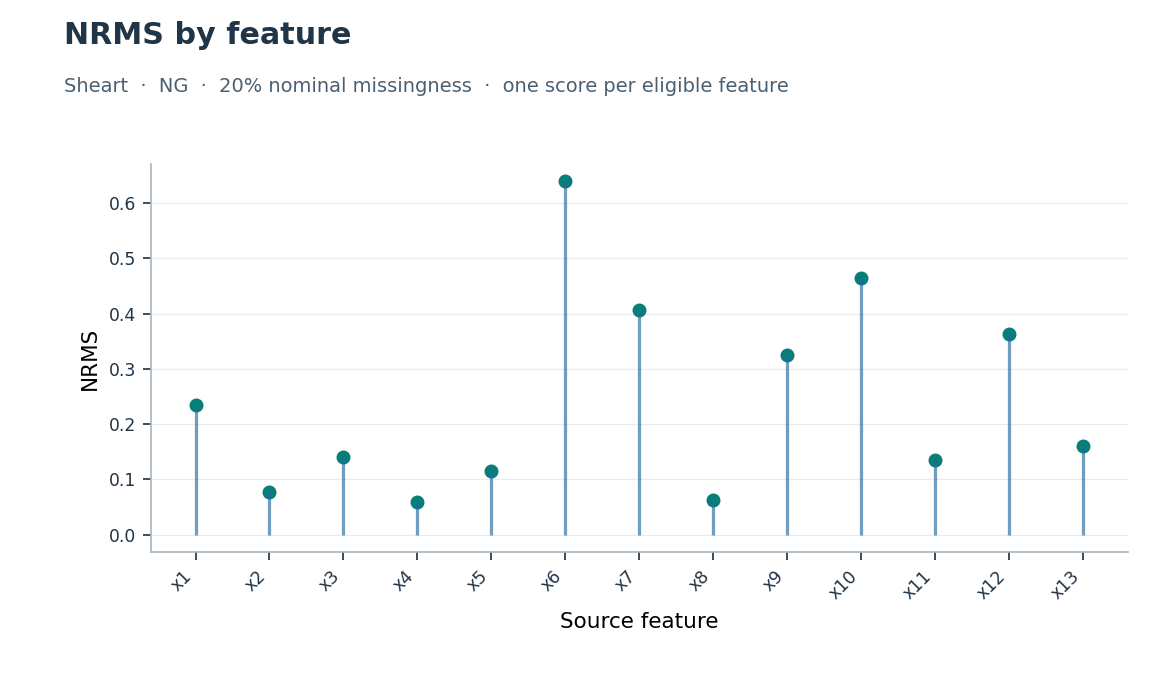 NRMS by feature
Sheart · NG · 20% nominal missingness · one score per eligible feature
0.6
0.5
0.4
0.3
0.2
0.1
0.0
NRMS
x1 x2 x3 x4 x5 x6 x7 x8 x9 x10 x11 x12 x13
Source feature